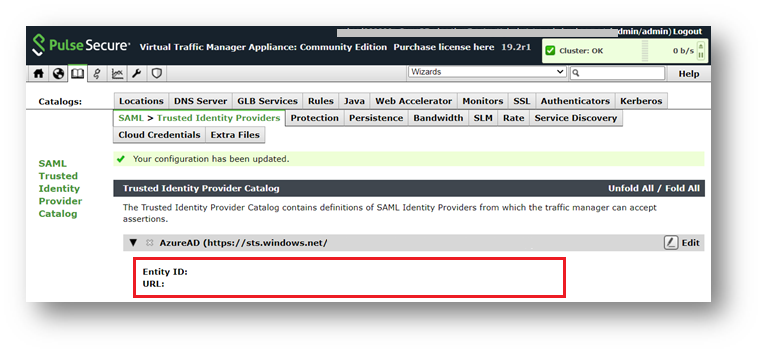 dmin/admin) Logout
Pulse Secure® Virtual Traffic Manager Appliance: Community Edition Purchase license here 19.2r1 Cluster: OK 0 b/s
Wizards Help
Catalogs: Locations DNS Server GLB Services Rules Java Web Accelerator Monitors SSL Authenticators Kerberos
SAML > Trusted Identity Providers Protection Persistence Bandwidth SLM Rate Service Discovery
Cloud Credentials Extra Files
SAML
Trusted
Identity
Provider
Catalog
Your configuration has been updated.
Trusted Identity Provider Catalog Unfold All / Fold All
The Trusted Identity Provider Catalog contains definitions of SAML Identity Providers from which the traffic manager can accept
assertions.
AzureAD (https://sts.windows.net/ Edit
Entity ID:
URL: